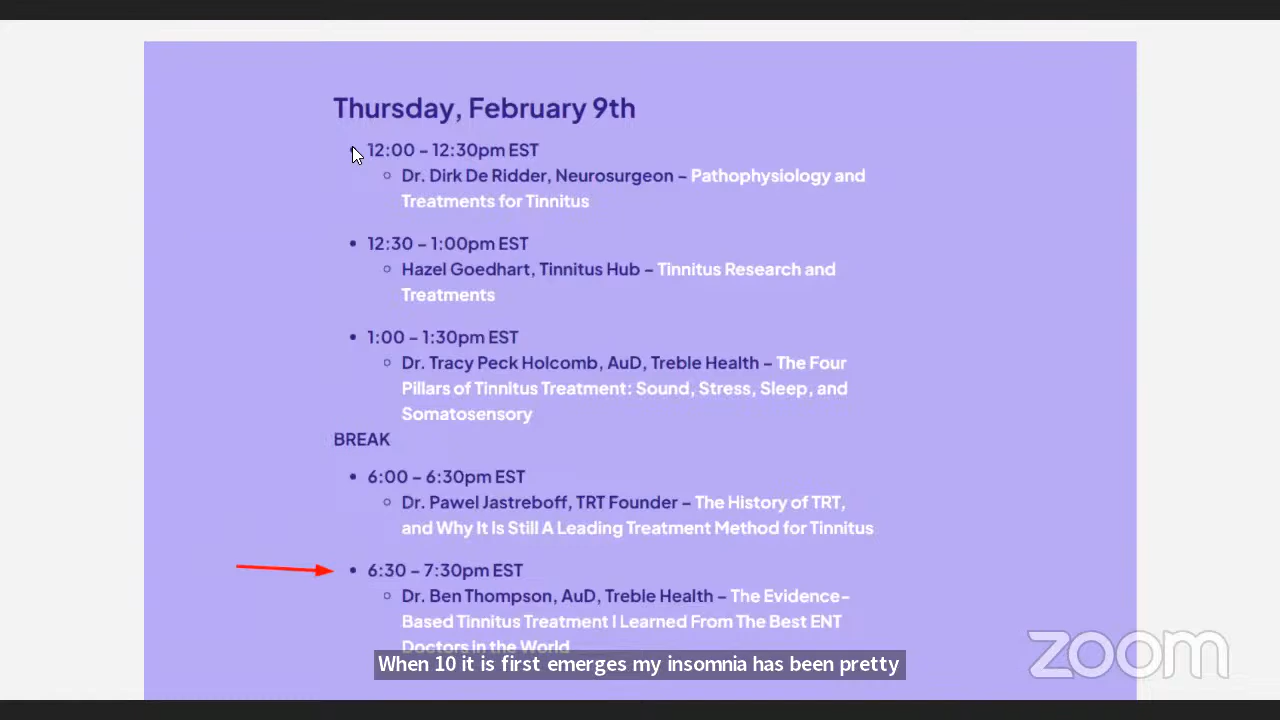 Thursday, February 9th
• 12:00 – 12:30pm EST
○ Dr. Dirk De Ridder, Neurosurgeon – Pathophysiology and
Treatments for Tinnitus
• 12:30 – 1:00pm EST
○ Hazel Goedhart, Tinnitus Hub – Tinnitus Research and
Treatments
• 1:00 – 1:30pm EST
○ Dr. Tracy Peck Holcomb, AuD, Treble Health – The Four
Pillars of Tinnitus Treatment: Sound, Stress, Sleep, and
Somatosensory
BREAK
• 6:00 – 6:30pm EST
○ Dr. Pawel Jastreboff, TRT Founder – The History of TRT,
and Why It Is Still A Leading Treatment Method for Tinnitus
• 6:30 – 7:30pm EST
○ Dr. Ben Thompson, AuD, Treble Health – The Evidence-
Based Tinnitus Treatment I Learned From The Best ENT
Doctors in the World
When 10 it is first emerges my insomnia has been pretty
zoom